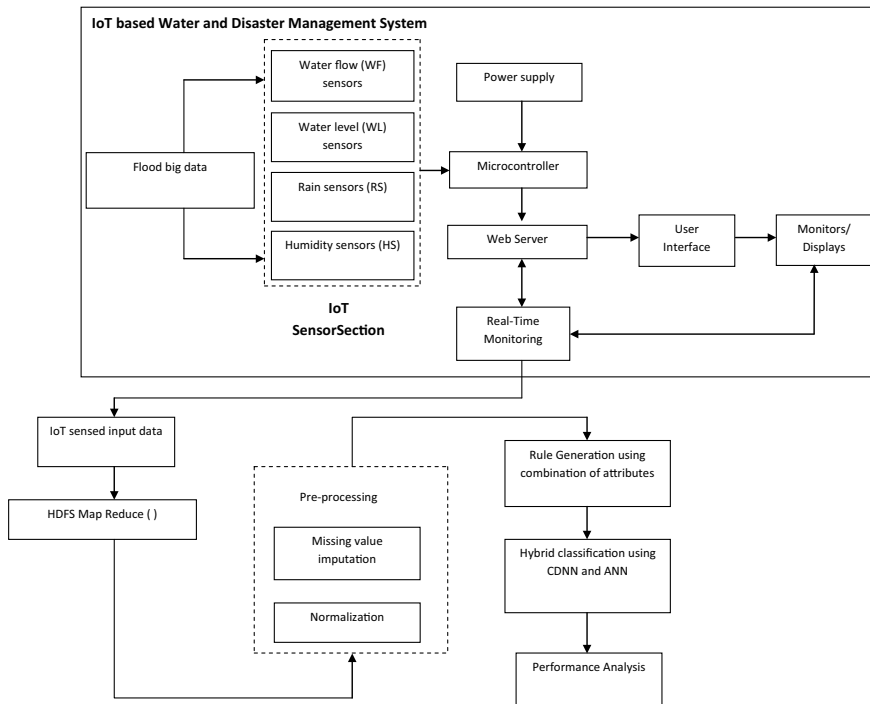 IoT based Water and Disaster Management System
Water flow (WF)
sensors
Power supply
Water level (WL)
sensors
Flood big data
Microcontroller
Rain sensors (RS)
Humidity sensors (HS)
Web Server
User
Interface
Monitors/
Displays
IoT
SensorSection
Real-Time
Monitoring
IoT sensed input data
HDFS Map Reduce ( )
Pre-processing
Missing value
imputation
Normalization
Rule Generation using
combination of attributes
Hybrid classification using
CDNN and ANN
Performance Analysis